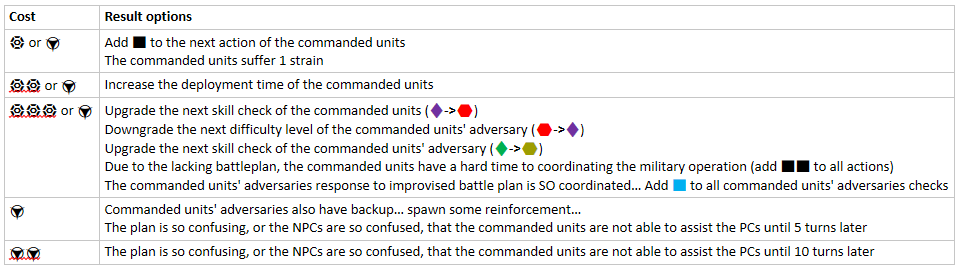 Cost
Result options
or
Add to the next action of the commanded units
The commanded units suffer 1 strain
or
Increase the deployment time of the commanded units
or
Upgrade the next skill check of the commanded units (->)
Downgrade the next difficulty level of the commanded units' adversary (->)
Upgrade the next skill check of the commanded units' adversary (->)
Due to the lacking battleplan, the commanded units have a hard time to coordinating the military operation (add to all actions)
The commanded units' adversaries response to improvised battle plan is SO coordinated... Add to all commanded units' adversaries checks
Commanded units' adversaries also have backup... spawn some reinforcement...
The plan is so confusing, or the NPCs are so confused, that the commanded units are not able to assist the PCs until 5 turns later
The plan is so confusing, or the NPCs are so confused, that the commanded units are not able to assist the PCs until 10 turns later